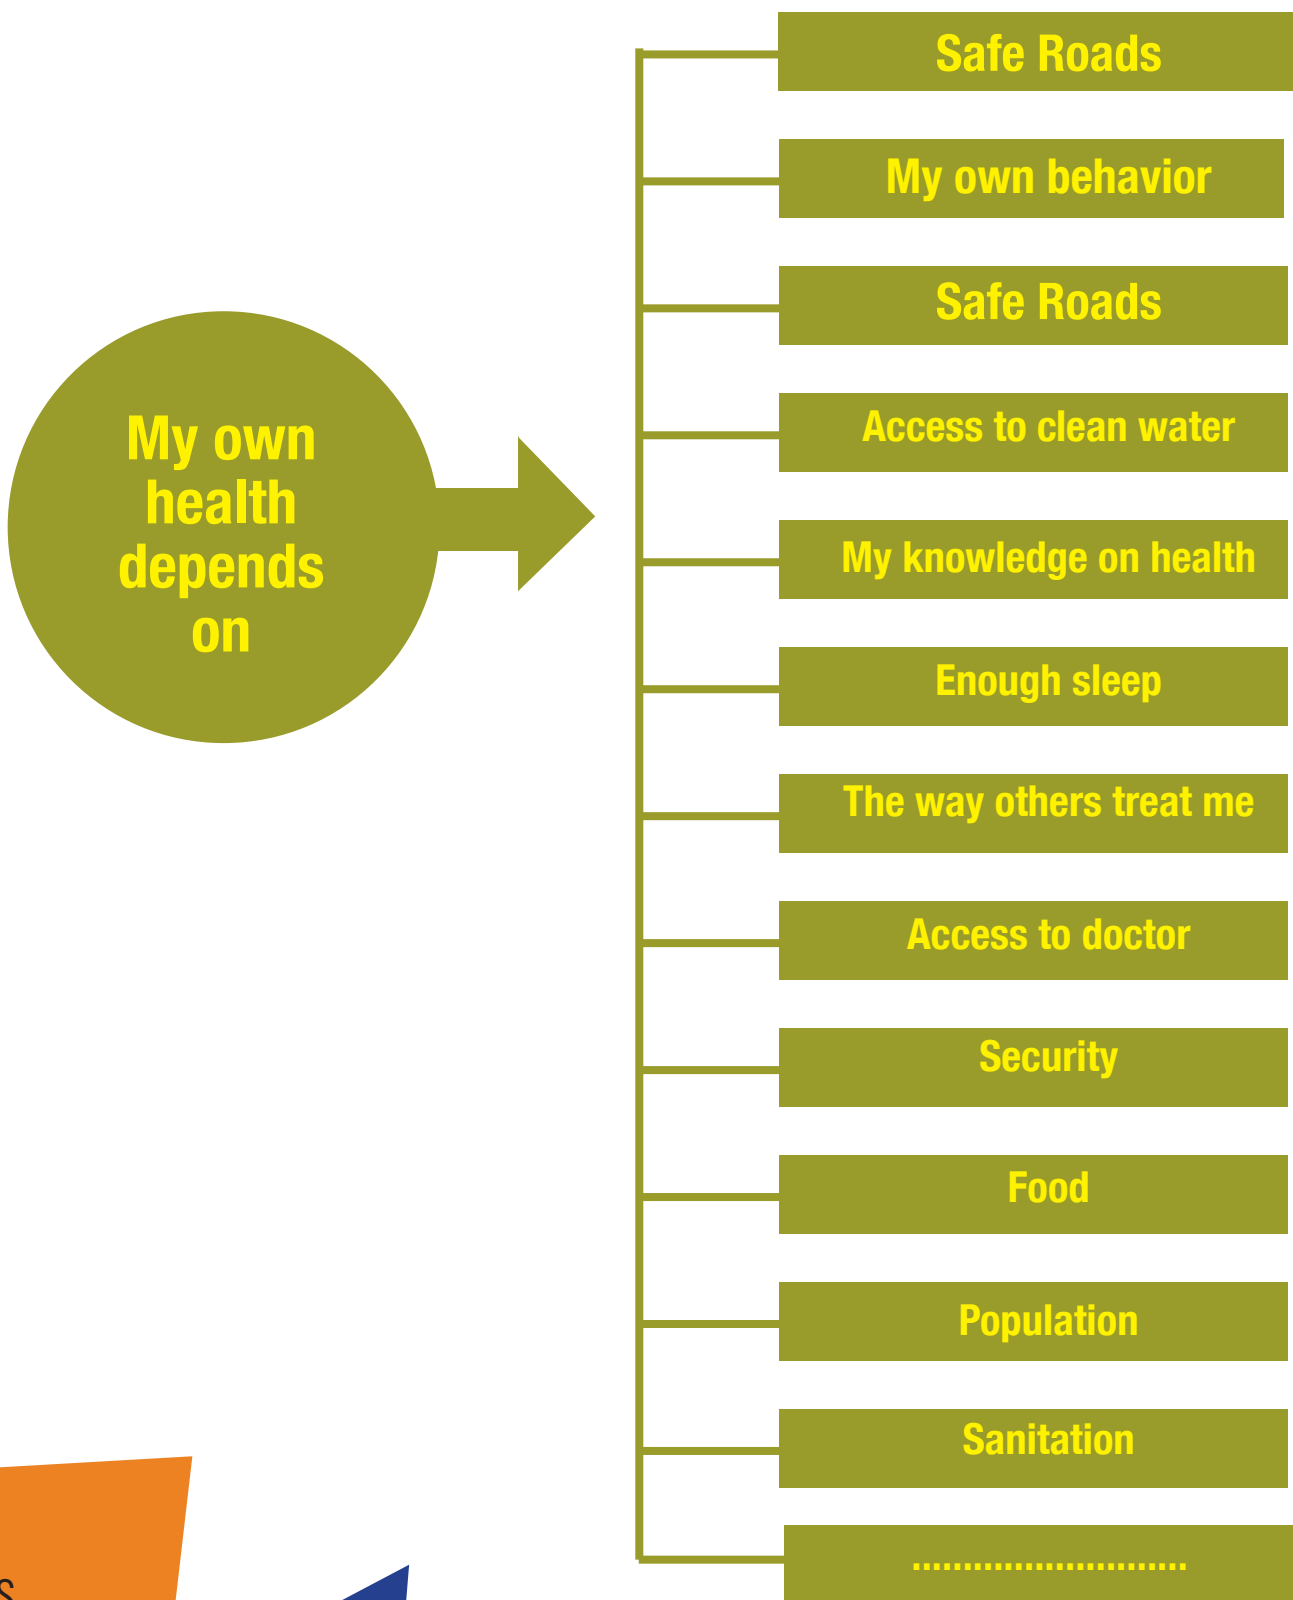 My own
health
depends
on
Safe Roads
My own behavior
Safe Roads
Access to clean water
My knowledge on health
Enough sleep
The way others treat me
Access to doctor
Security
Food
Population
Sanitation
...........................
s